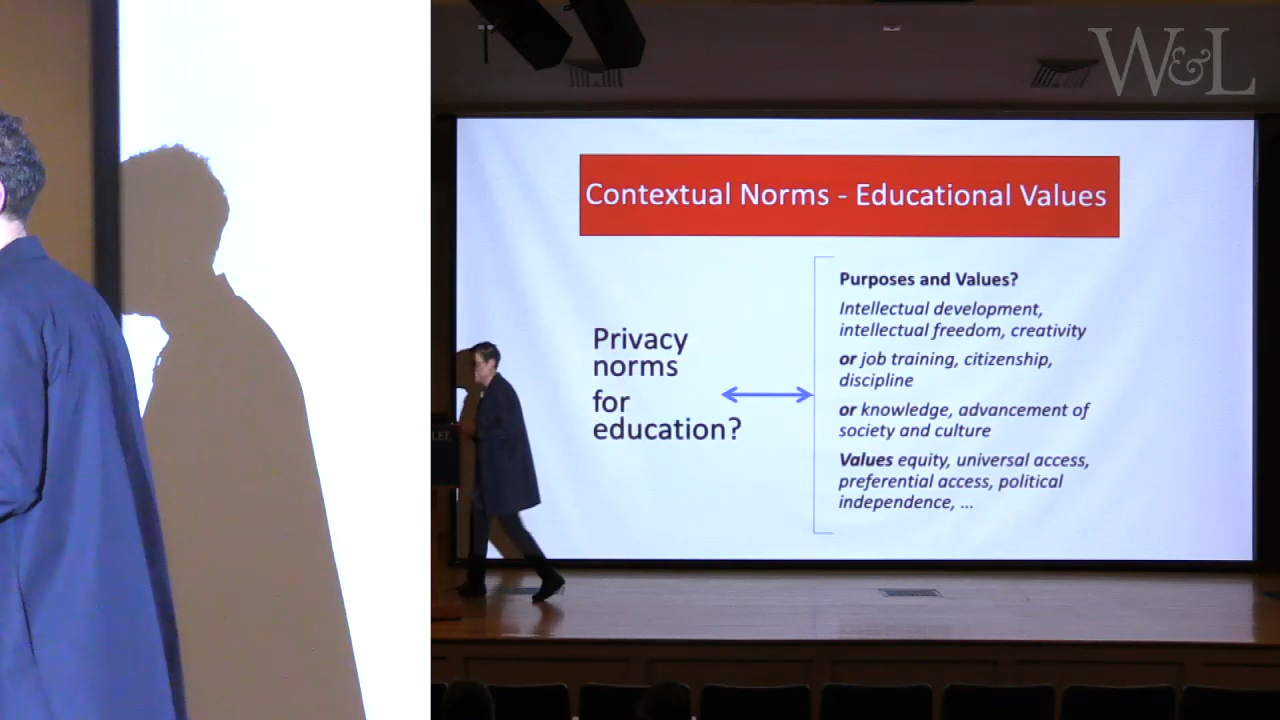 W&L
Contextual Norms - Educational Values
Privacy
norms
for
education?
Purposes and Values?
Intellectual development,
intellectual freedom, creativity
or job training, citizenship,
discipline
or knowledge, advancement of
society and culture
Values equity, universal access,
preferential access, political
independence, ...
LEE